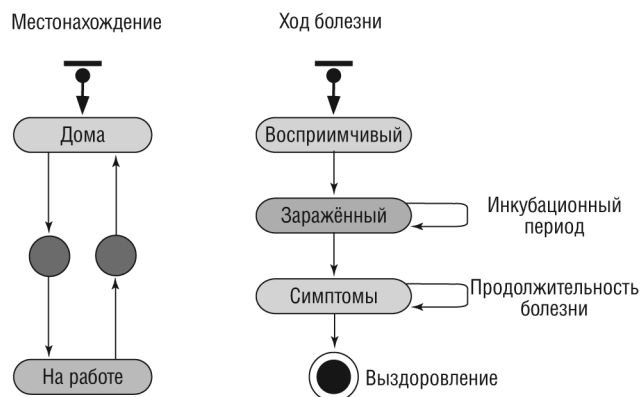 Местонахождение
Ход болезни
Дома
Восприимчивый
Заражённый
Инкубационный
период
Симптомы
Продолжительность
болезни
На работе
Выздоровление